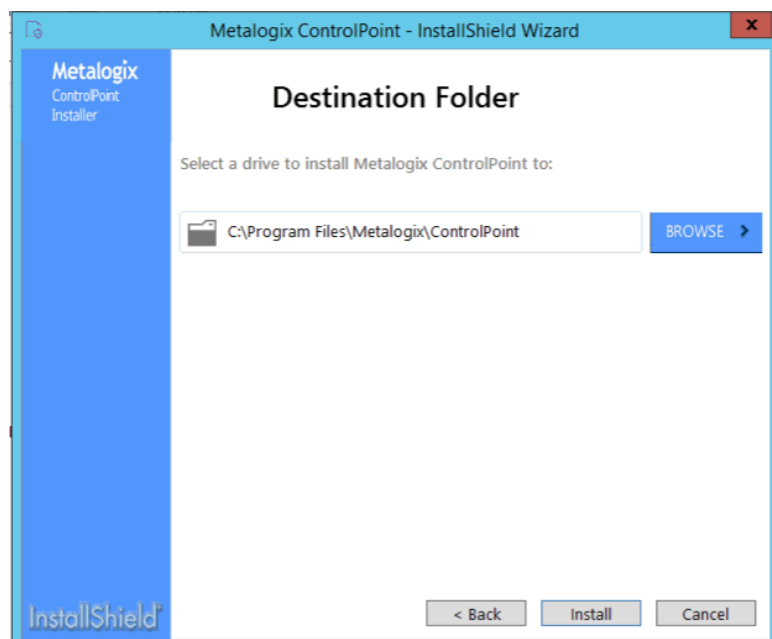 Metalogix ControlPoint - InstallShield Wizard
x
Metalogix
ControlPoint
Installer
Destination Folder
Select a drive to install Metalogix ControlPoint to:
C:\Program Files\Metalogix\ControlPoint
BROWSE >
InstallShield®
< Back
Install
Cancel